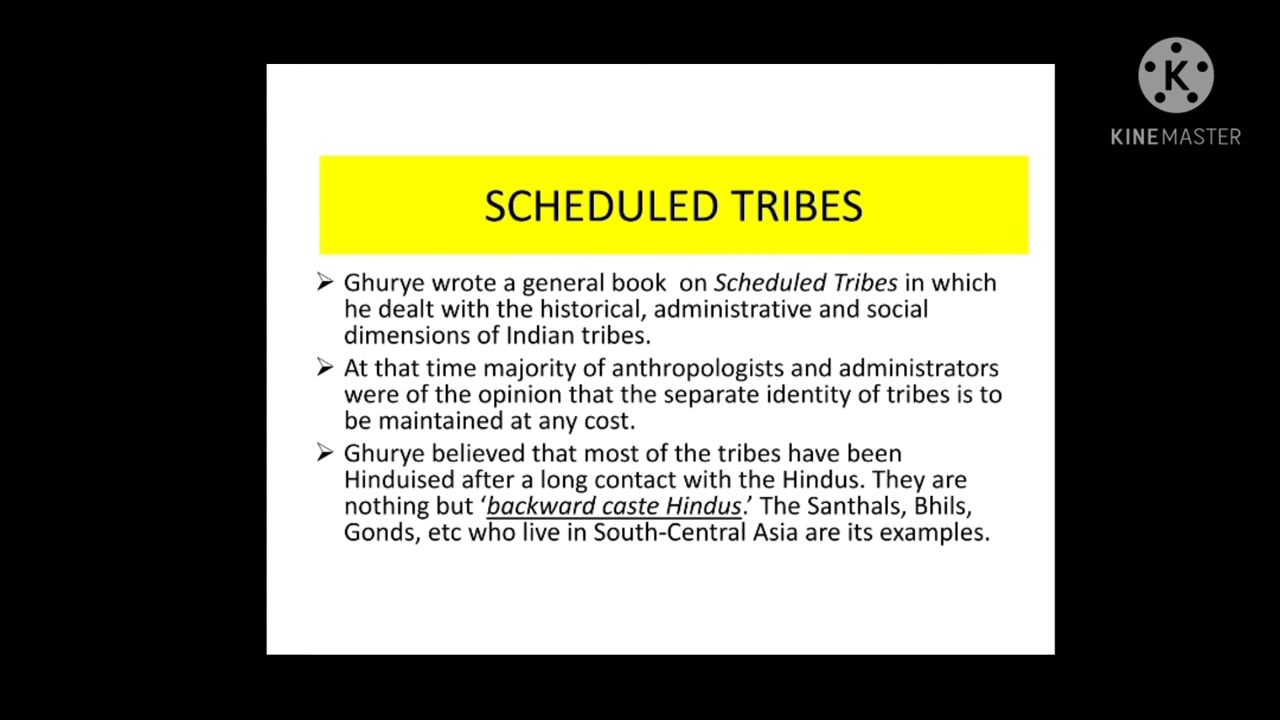 KINEMASTER
SCHEDULED TRIBES
➢ Ghurye wrote a general book on Scheduled Tribes in which
he dealt with the historical, administrative and social
dimensions of Indian tribes.
➢ At that time majority of anthropologists and administrators
were of the opinion that the separate identity of tribes is to
be maintained at any cost.
➢ Ghurye believed that most of the tribes have been
Hinduised after a long contact with the Hindus. They are
nothing but ‘backward caste Hindus.’ The Santhals, Bhils,
Gonds, etc who live in South-Central Asia are its examples.